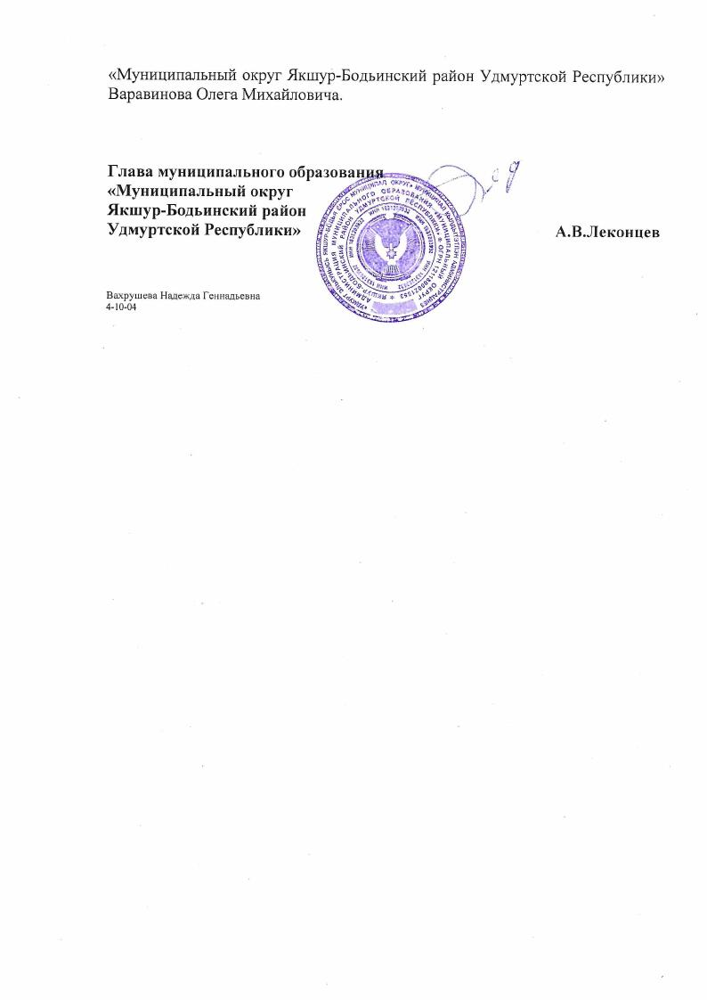 «Муниципальный округ Якшур-Бодьинский район Удмуртской Республики»
Варавинова Олега Михайловича.
Глава муниципального образования
«Муниципальный округ
Якшур-Бодьинский район
Удмуртской Республики»
А.В.Леконцев
Вахрушева Надежда Геннадьевна
4-10-04